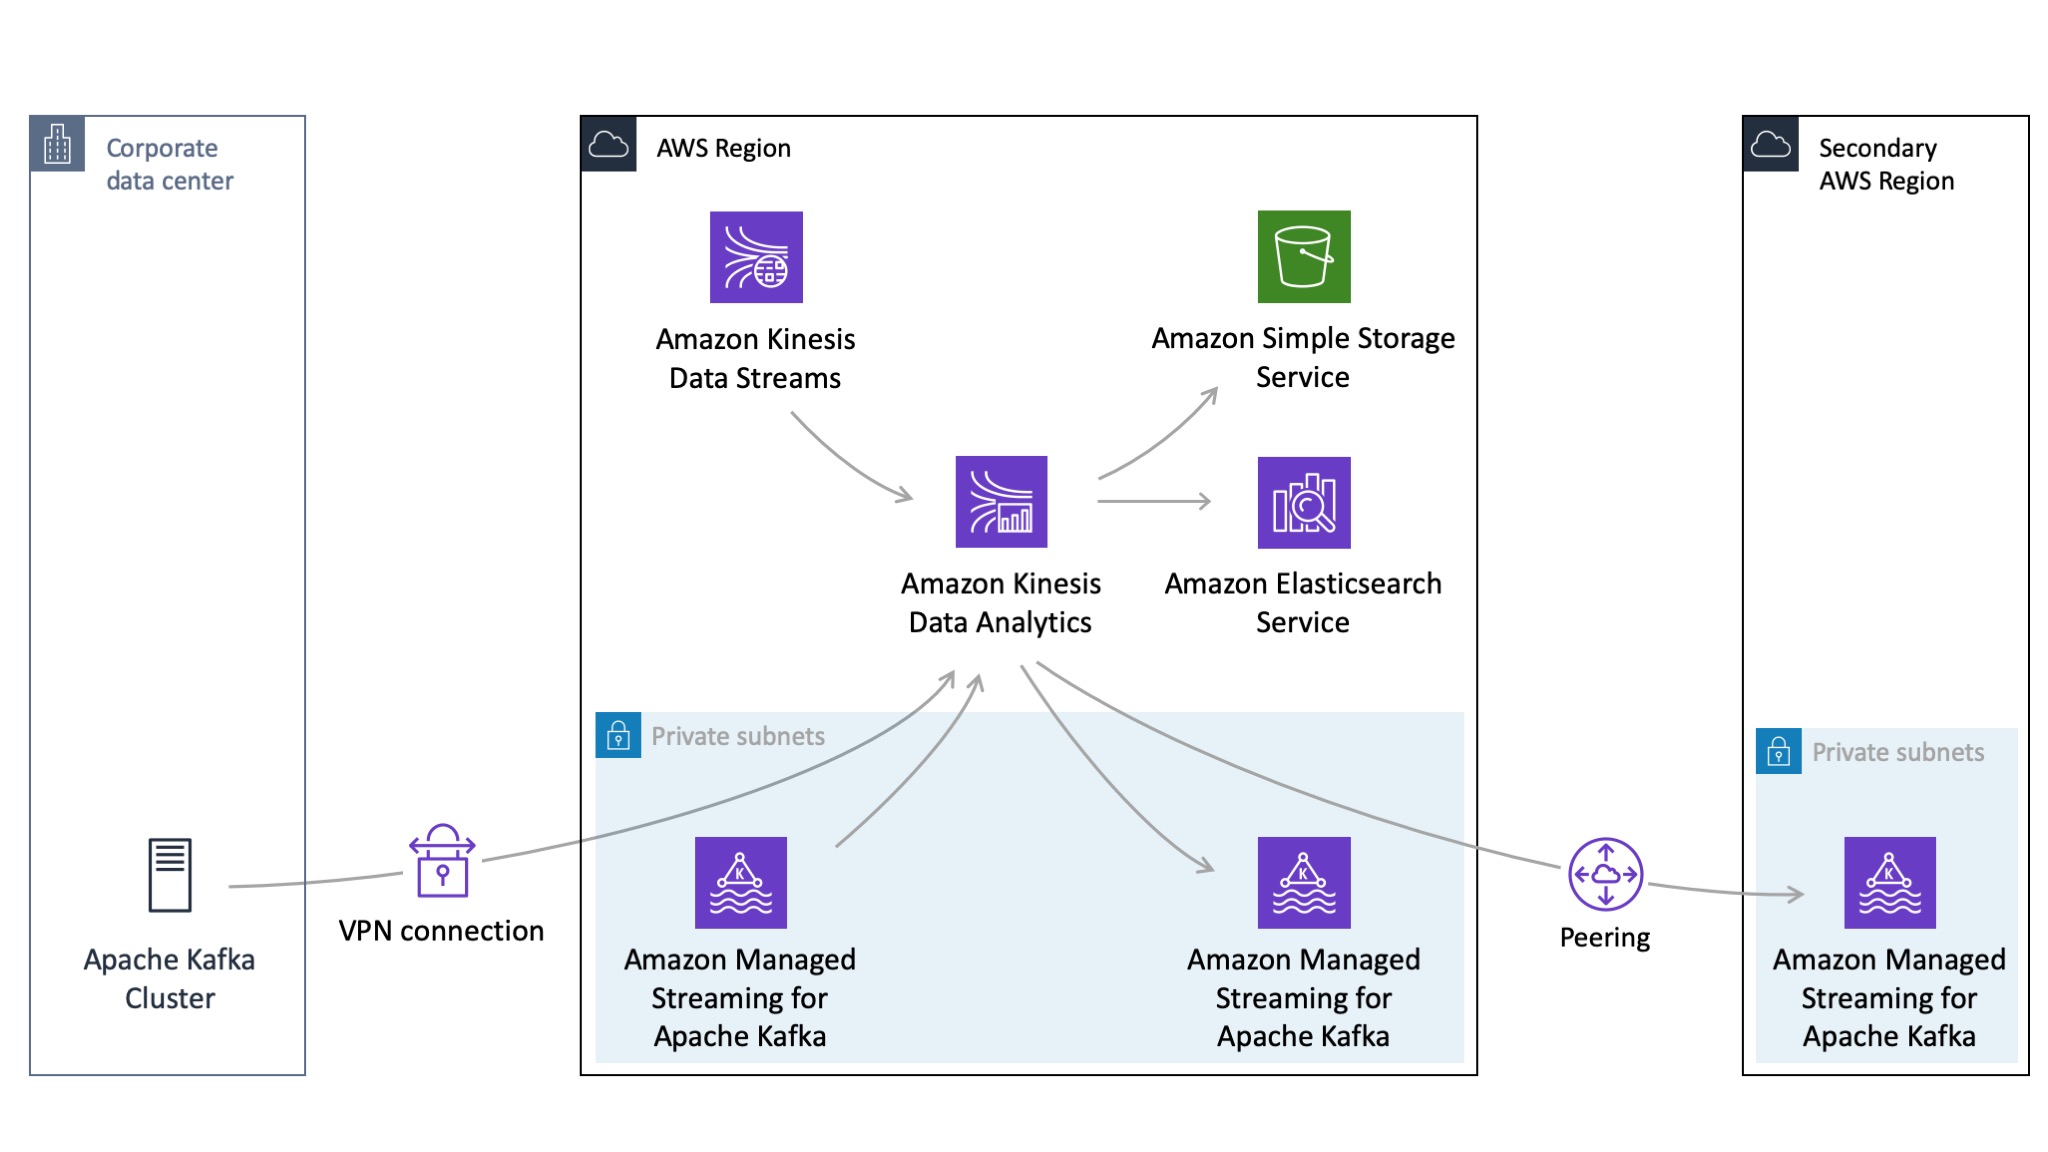 Corporate
data center
Apache Kafka
Cluster
VPN connection
AWS Region
Amazon Kinesis
Data Streams
Amazon Simple Storage
Service
Amazon Kinesis
Data Analytics
Amazon Elasticsearch
Service
Private subnets
K
Amazon Managed
Streaming for
Apache Kafka
K
Amazon Managed
Streaming for
Apache Kafka
Peering
Secondary
AWS Region
Private subnets
K
Amazon Managed
Streaming for
Apache Kafka